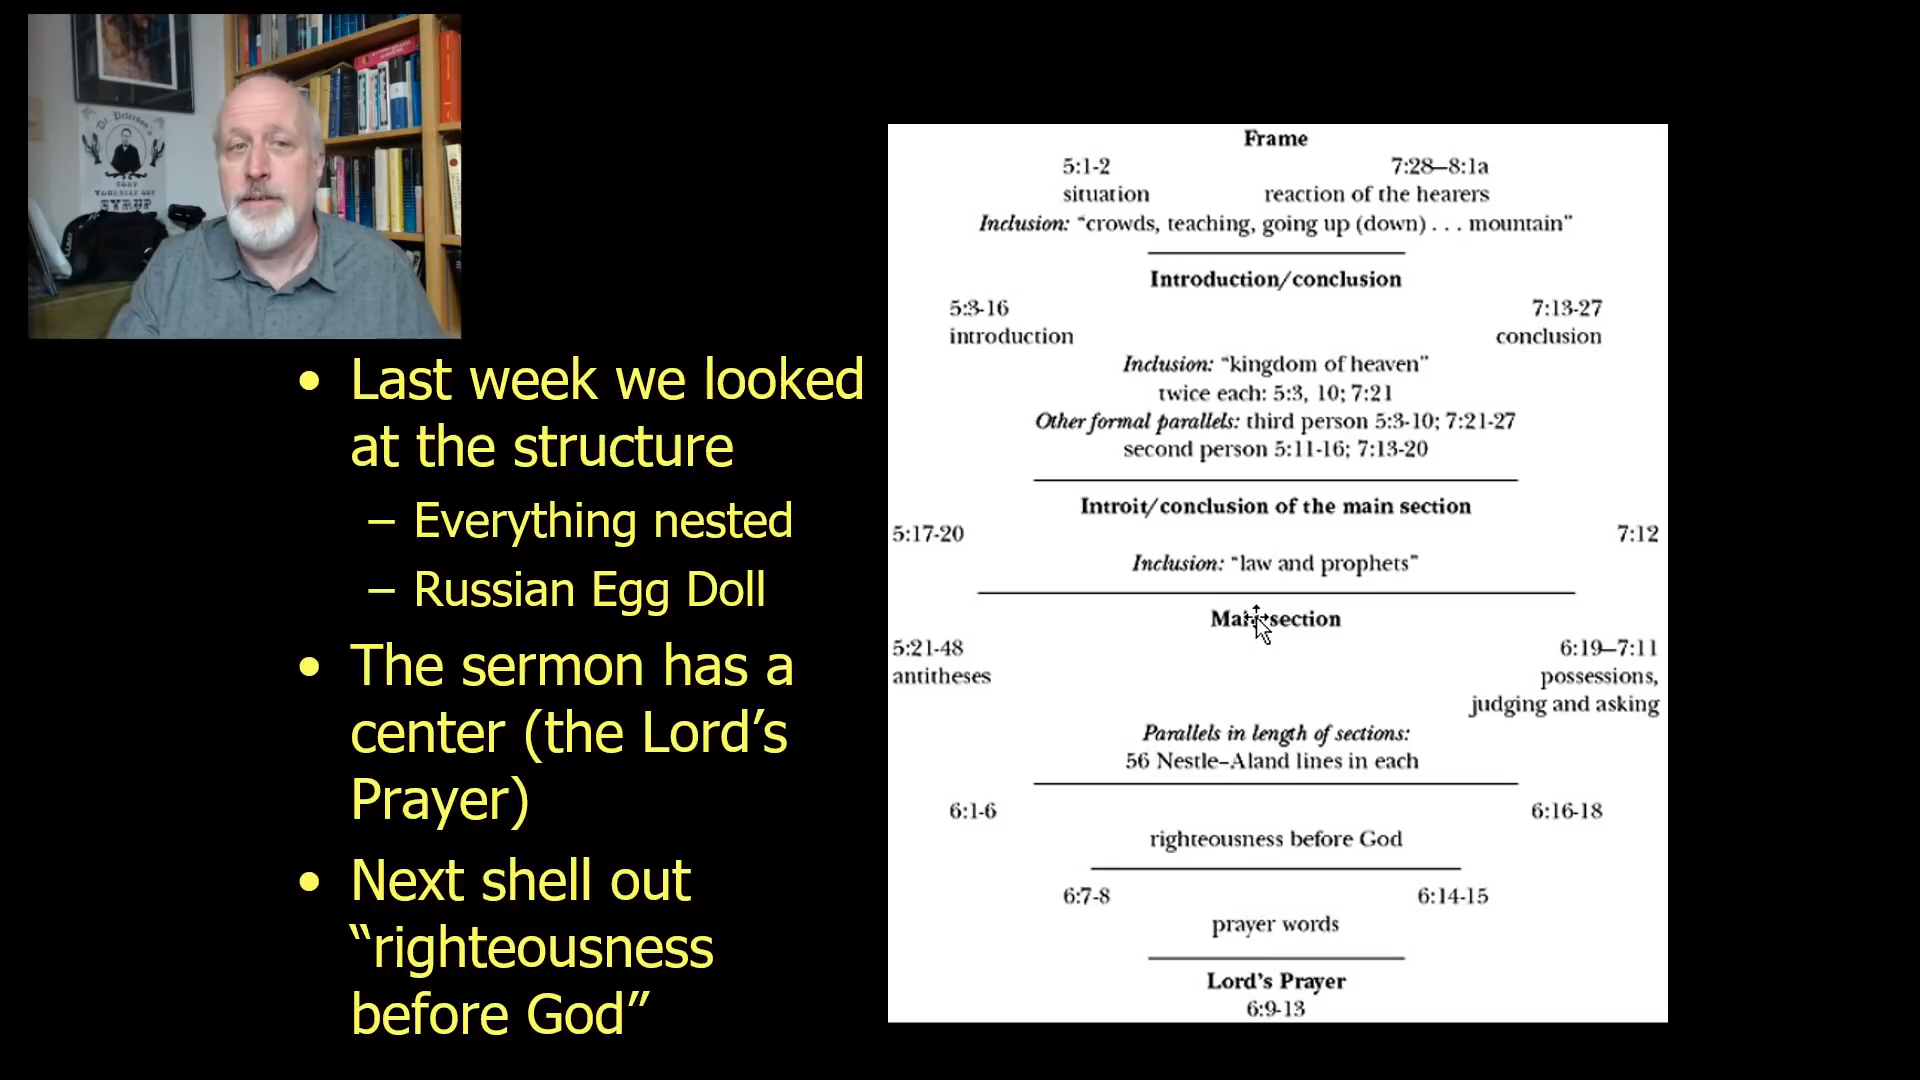 Dr. Peterson's
SYRUP
• Last week we looked
at the structure
– Everything nested
– Russian Egg Doll
• The sermon has a
center (the Lord’s
Prayer)
• Next shell out
“righteousness
before God”
Frame
5:1-2 7:28–8:1a
situation reaction of the hearers
Inclusion: “crowds, teaching, going up (down) . . . mountain”
Introduction/conclusion
5:3-16 7:13-27
introduction conclusion
Inclusion: “kingdom of heaven”
twice each: 5:3, 10; 7:21
Other formal parallels: third person 5:3-10; 7:21-27
second person 5:11-16; 7:13-20
Introit/conclusion of the main section
5:17-20 7:12
Inclusion: “law and prophets”
Main section
5:21-48 6:19–7:11
antitheses possessions,
judging and asking
Parallels in length of sections:
56 Nestle–Aland lines in each
6:1-6 6:16-18
righteousness before God
6:7-8 6:14-15
prayer words
Lord’s Prayer
6:9-13